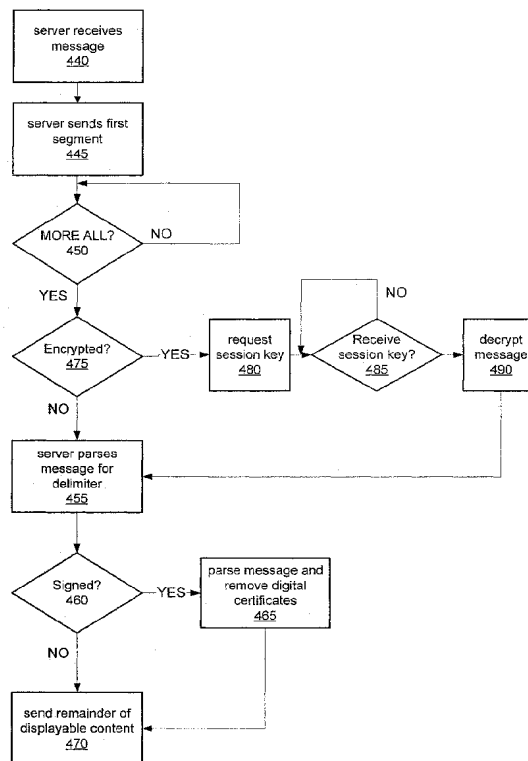 server receives
message
440
server sends first
segment
445
MORE ALL?
450
NO
YES
Encrypted?
475
YES
request
session key
480
NO
Receive
session key?
485
decrypt
message
490
NO
server parses
message for
delimiter
455
Signed?
460
YES
parse message and
remove digital
certificates
465
NO
send remainder of
displayable content
470